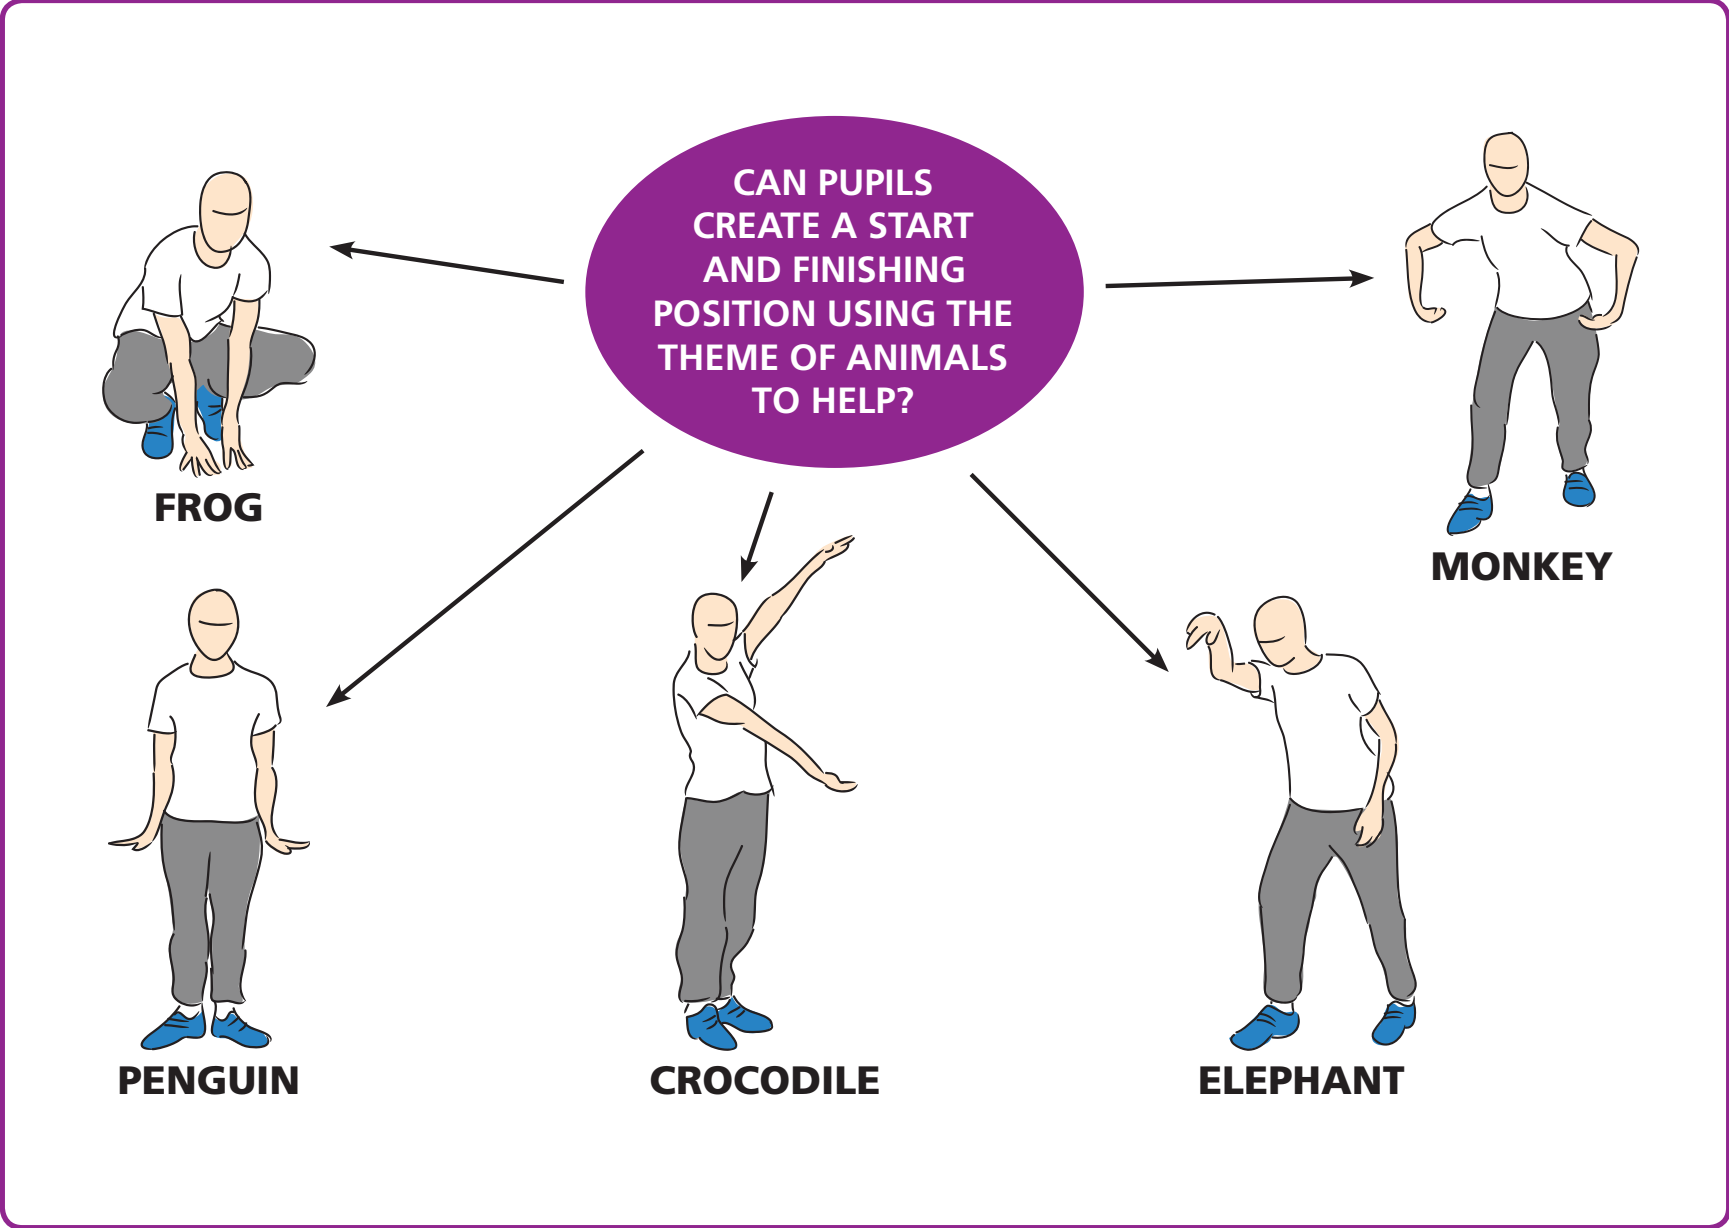 CAN PUPILS
CREATE A START
AND FINISHING
POSITION USING THE
THEME OF ANIMALS
TO HELP?
FROG
MONKEY
PENGUIN
CROCODILE
ELEPHANT